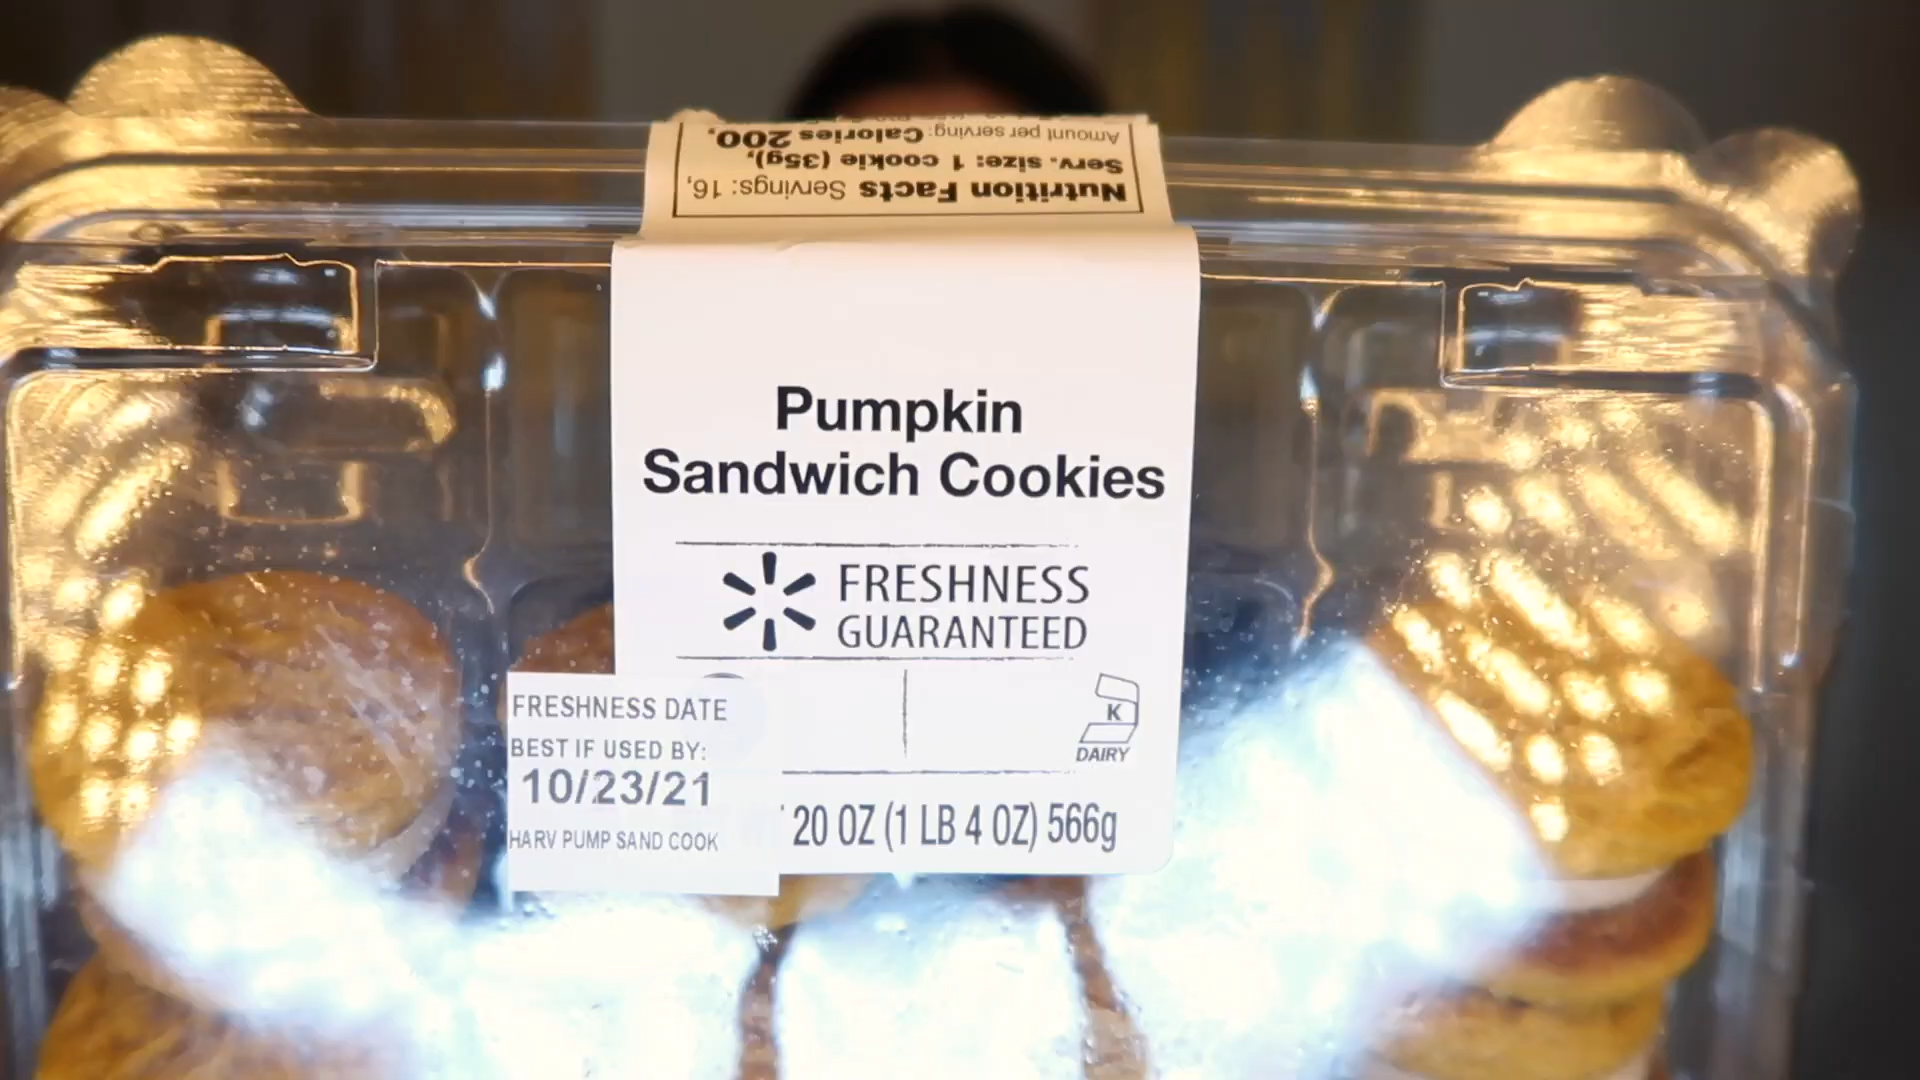 Amount per serving: Calories 200,
Serv. size: 1 cookie (35g),
Nutrition Facts Servings: 16,
Pumpkin
Sandwich Cookies
FRESHNESS
GUARANTEED
K
DAIRY
FRESHNESS DATE
BEST IF USED BY:
10/23/21
HARV PUMP SAND COOK
20 OZ (1 LB 4 OZ) 566g